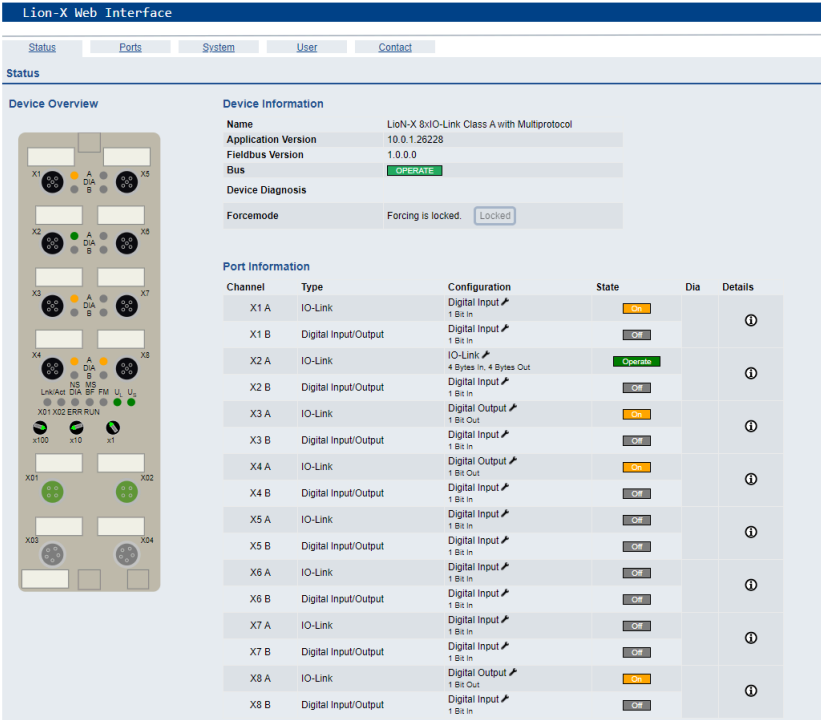 Lion-X Web Interface
Status Ports System User Contact
Status
Device Overview
X1 A X5
DIA
B
X2 A X6
DIA
B
X3 A X7
DIA
B
X4 A X8
DIA
B
NS MS
Lnk/Act DIA BF FM UL US
X01 X02 ERR RUN
x100 x10 x1
X01 X02
X03 X04
Device Information
Name LioN-X 8xIO-Link Class A with Multiprotocol
Application Version 10.0.1.26228
Fieldbus Version 1.0.0.0
Bus OPERATE
Device Diagnosis
Forcemode Forcing is locked. Locked
Port Information
Channel Type Configuration State Dia Details
X1 A IO-Link Digital Input On
1 Bit In
X1 B Digital Input/Output Digital Input Off
1 Bit In
X2 A IO-Link IO-Link Operate
4 Bytes In, 4 Bytes Out
X2 B Digital Input/Output Digital Input Off
1 Bit In
X3 A IO-Link Digital Output On
1 Bit Out
X3 B Digital Input/Output Digital Input Off
1 Bit In
X4 A IO-Link Digital Output On
1 Bit Out
X4 B Digital Input/Output Digital Input Off
1 Bit In
X5 A IO-Link Digital Input Off
1 Bit In
X5 B Digital Input/Output Digital Input Off
1 Bit In
X6 A IO-Link Digital Input Off
1 Bit In
X6 B Digital Input/Output Digital Input Off
1 Bit In
X7 A IO-Link Digital Input Off
1 Bit In
X7 B Digital Input/Output Digital Input Off
1 Bit In
X8 A IO-Link Digital Output On
1 Bit Out
X8 B Digital Input/Output Digital Input Off
1 Bit In